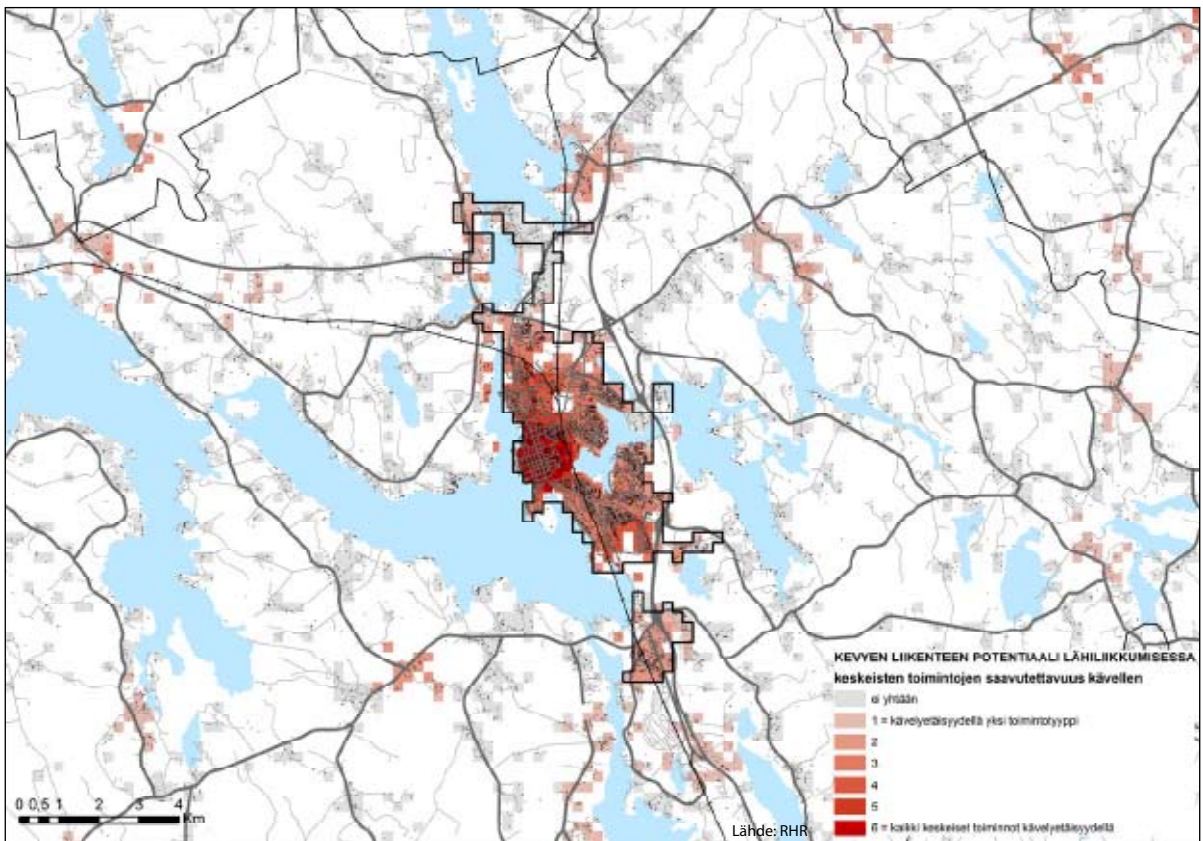 KEVYEN LIIKENTEEN POTENTIAALI LÄHILIIKKUMISESSA
keskeisten toimintojen saavutettavuus kävellen
ei yhtään
1 = kävelyetäisyydellä yksi toimintotyyppi
2
3
4
5
6 = kaikki keskeiset toiminnot kävelyetäisyydellä
0 0,5 1 2 3 4
Km
Lähde: RHR